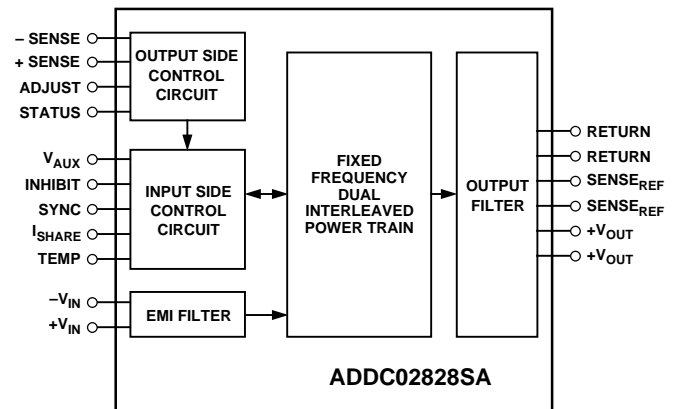 – SENSE
+ SENSE
ADJUST
STATUS
OUTPUT SIDE
CONTROL
CIRCUIT
VAUX
INHIBIT
SYNC
ISHARE
TEMP
INPUT SIDE
CONTROL
CIRCUIT
–VIN
+VIN
EMI FILTER
FIXED
FREQUENCY
DUAL
INTERLEAVED
POWER TRAIN
OUTPUT
FILTER
RETURN
RETURN
SENSEREF
SENSEREF
+VOUT
+VOUT
ADDC02828SA